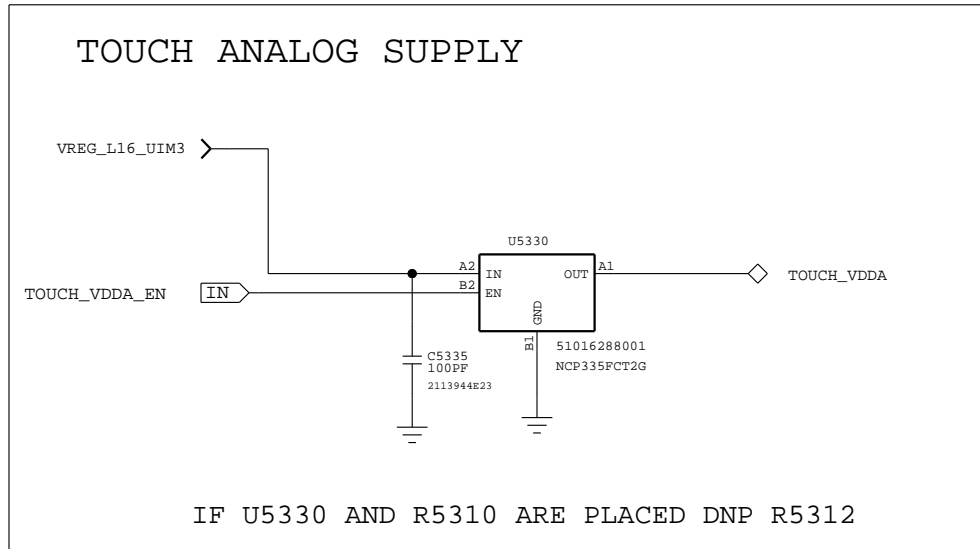 TOUCH ANALOG SUPPLY
VREG_L16_UIM3
U5330
A2 IN OUT A1
TOUCH_VDDA
TOUCH_VDDA_EN IN B2 EN
GND
B1
51016288001
NCP335FCT2G
C5335
100PF
2113944E23
IF U5330 AND R5310 ARE PLACED DNP R5312